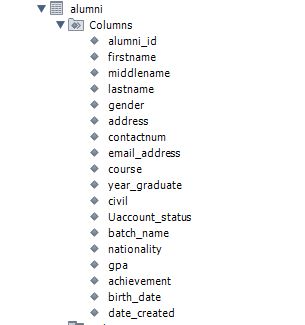 alumni
Columns
alumni_id
firstname
middlename
lastname
gender
address
contactnum
email_address
course
year_graduate
civil
Uaccount_status
batch_name
nationality
gpa
achievement
birth_date
date_created